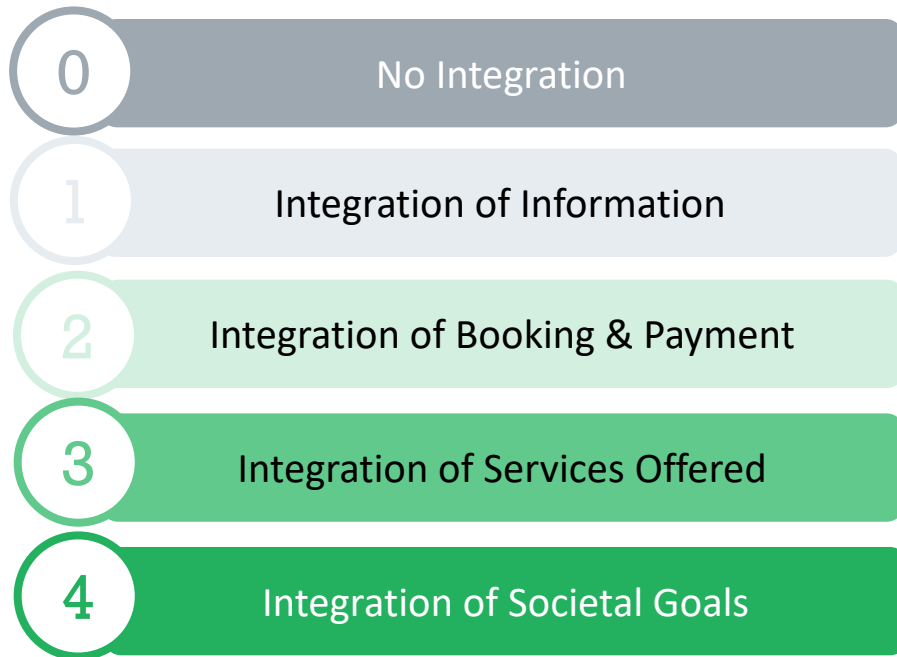 0 No Integration
1 Integration of Information
2 Integration of Booking & Payment
3 Integration of Services Offered
4 Integration of Societal Goals